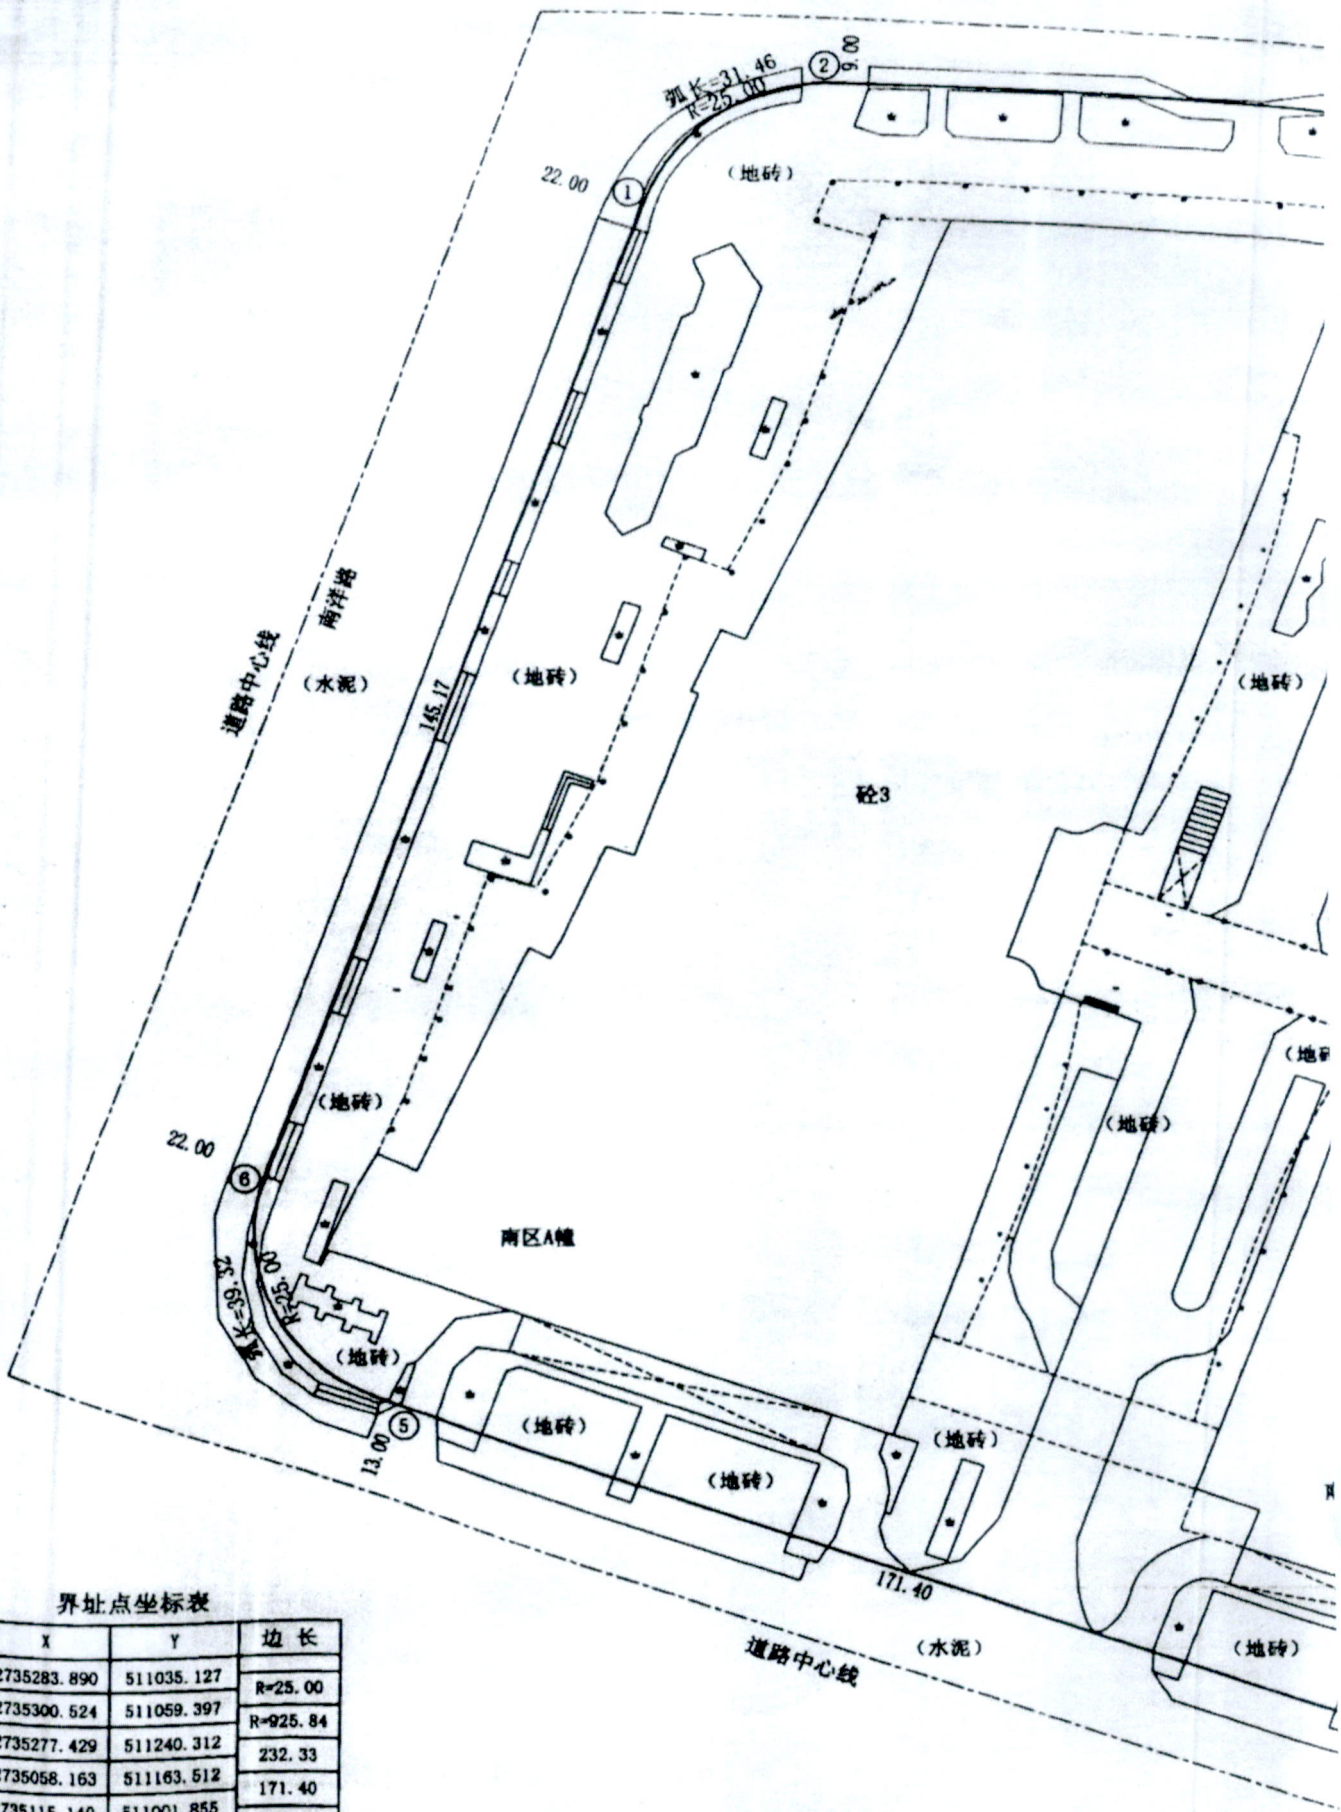 ②
9.00
弧长=31.46
R=25.00
22.00
①
(地砖)
南洋路
道路中心线
(水泥)
(地砖)
145.17
(地砖)
砼3
(地砖)
(地砖)
22.00
⑥
南区A幢
弧长=39.32
R=25.00
(地砖)
⑤
13.00
(地砖)
(地砖)
(地砖)
171.40
道路中心线
(水泥)
(地砖)
界址点坐标表
X Y 边长
2735283.890 511035.127
R=25.00
2735300.524 511059.397
R=925.84
2735277.429 511240.312
232.33
2735058.163 511163.512
171.40
2735115.140 511001.855